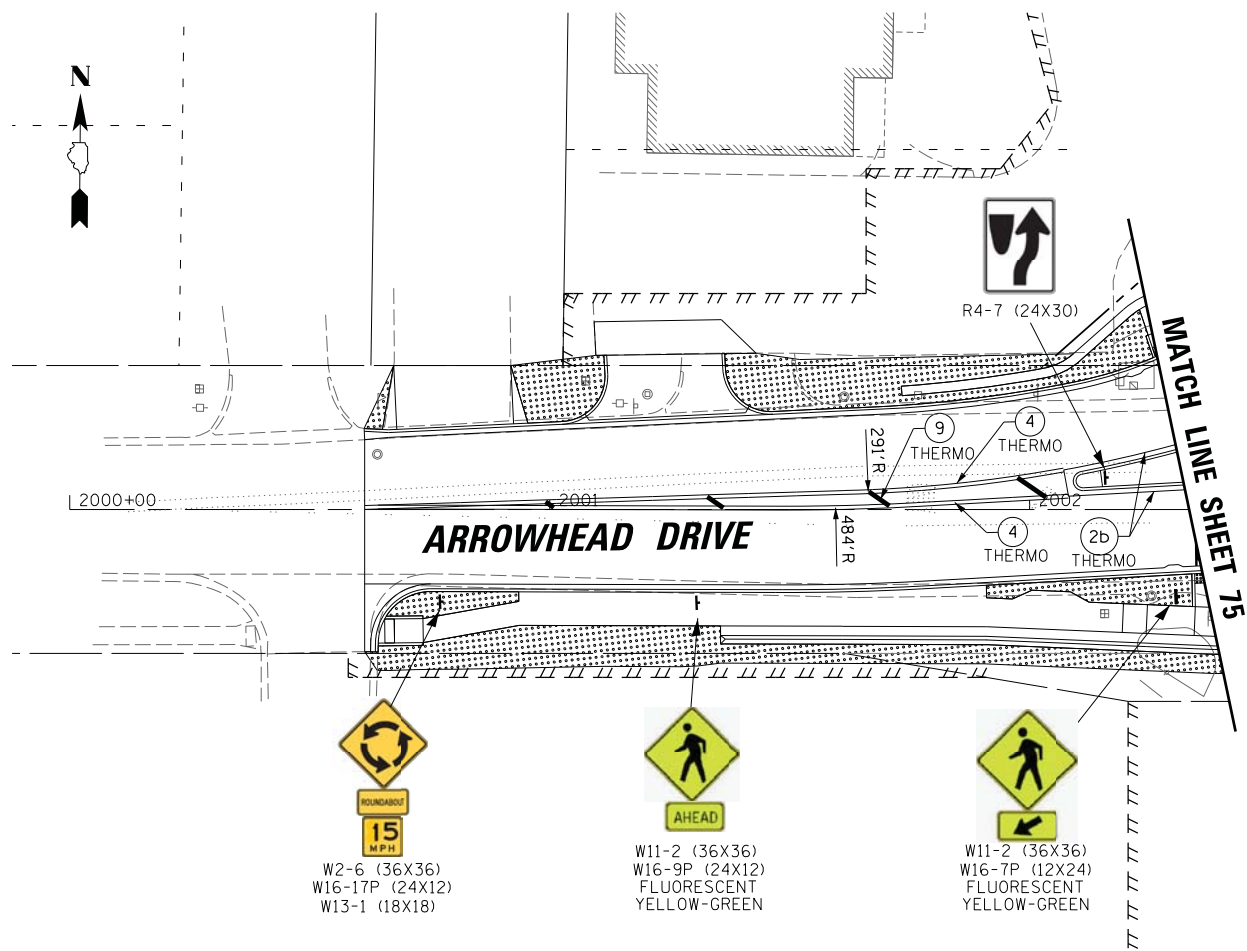 N
R4-7 (24X30)
MATCH LINE SHEET 75
9
THERMO
4
THERMO
291'R
2000+00
2001
2002
ARROWHEAD DRIVE
484'R
4
THERMO
2b
THERMO
ROUNDABOUT
15
MPH
W2-6 (36X36)
W16-17P (24X12)
W13-1 (18X18)
AHEAD
W11-2 (36X36)
W16-9P (24X12)
FLUORESCENT
YELLOW-GREEN
W11-2 (36X36)
W16-7P (12X24)
FLUORESCENT
YELLOW-GREEN